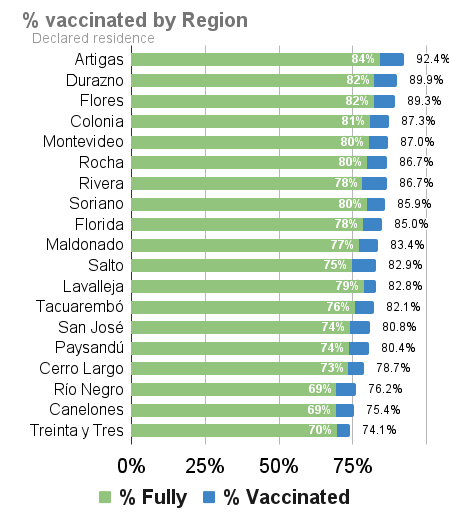 % vaccinated by Region
Declared residence
Artigas 84% 92.4%
Durazno 82% 89.9%
Flores 82% 89.3%
Colonia 81% 87.3%
Montevideo 80% 87.0%
Rocha 80% 86.7%
Rivera 78% 86.7%
Soriano 80% 85.9%
Florida 78% 85.0%
Maldonado 77% 83.4%
Salto 75% 82.9%
Lavalleja 79% 82.8%
Tacuarembó 76% 82.1%
San José 74% 80.8%
Paysandú 74% 80.4%
Cerro Largo 73% 78.7%
Río Negro 69% 76.2%
Canelones 69% 75.4%
Treinta y Tres 70% 74.1%
0% 25% 50% 75%
% Fully % Vaccinated